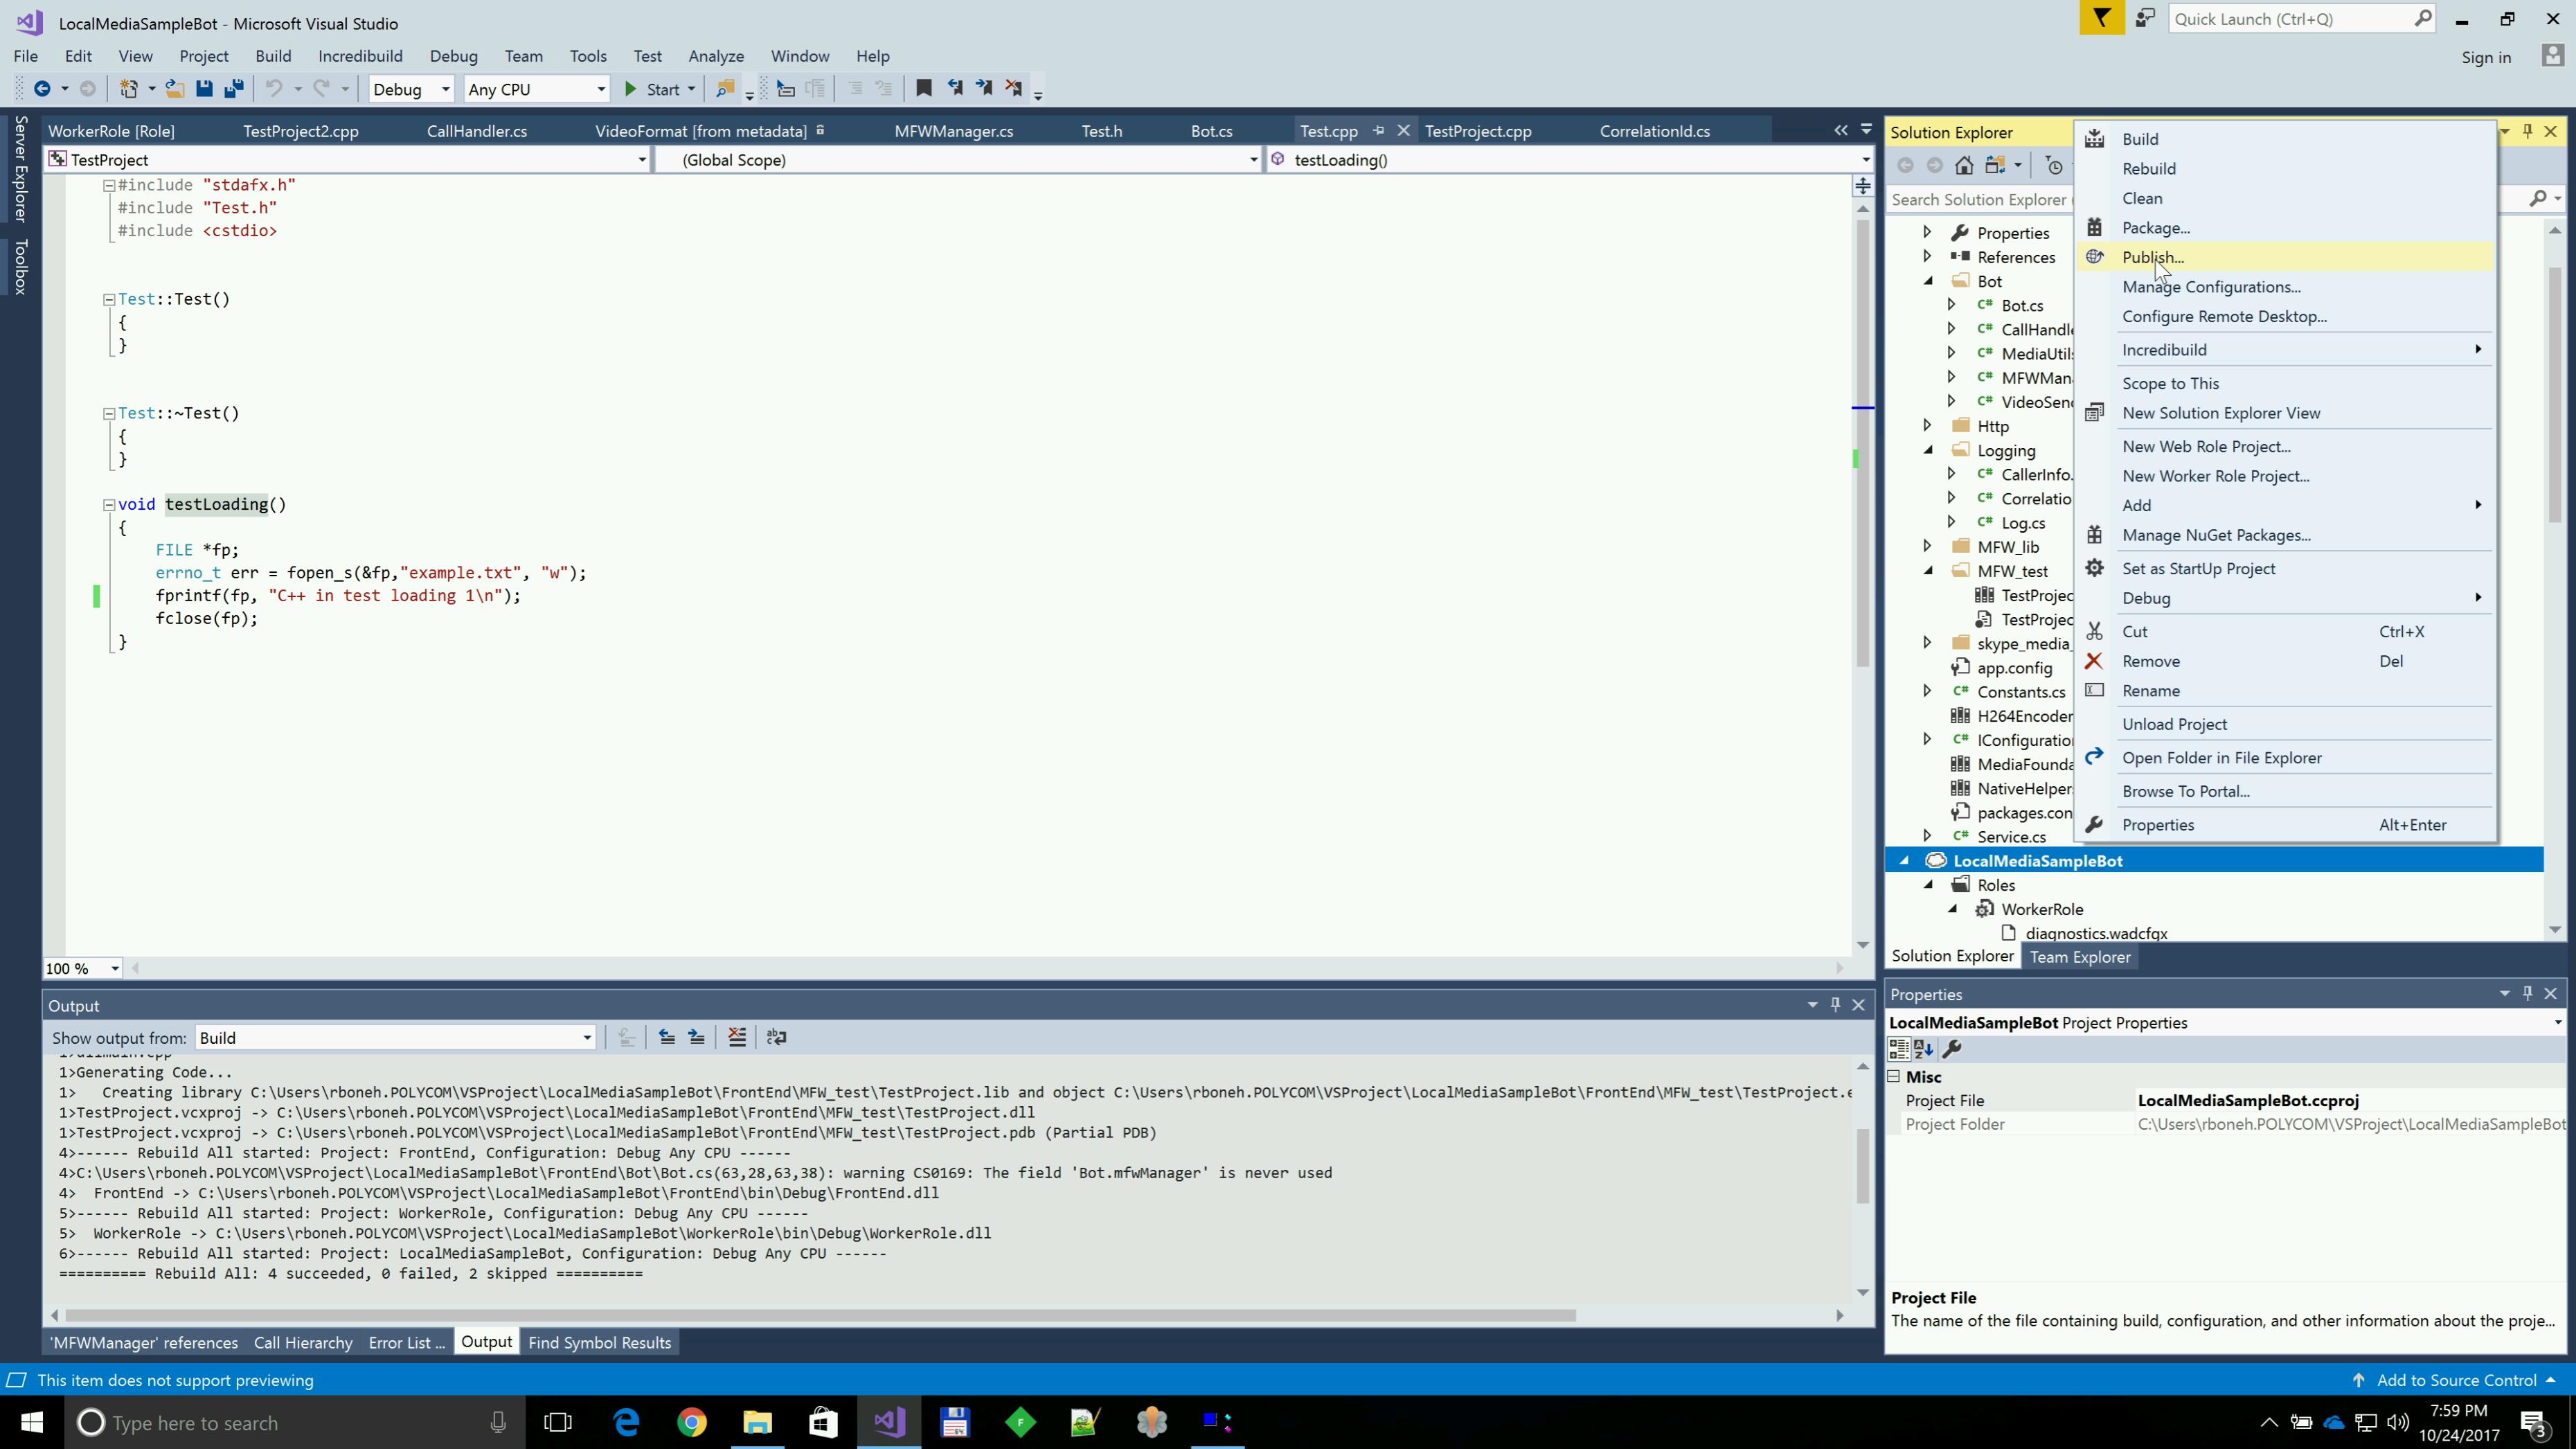 LocalMediaSampleBot - Microsoft Visual Studio
Quick Launch (Ctrl+Q)
File Edit View Project Build Incredibuild Debug Team Tools Test Analyze Window Help
Sign in
Debug Any CPU Start
Server Explorer
Toolbox
WorkerRole [Role] TestProject2.cpp CallHandler.cs VideoFormat [from metadata] MFWManager.cs Test.h Bot.cs Test.cpp TestProject.cpp CorrelationId.cs
TestProject (Global Scope) testLoading()
#include "stdafx.h"
#include "Test.h"
#include <cstdio>
Test::Test()
{
}
Test::~Test()
{
}
void testLoading()
{
FILE *fp;
errno_t err = fopen_s(&fp,"example.txt", "w");
fprintf(fp, "C++ in test loading 1\n");
fclose(fp);
}
100 %
Solution Explorer
Search Solution Explorer (
Properties
References
Bot
C# Bot.cs
C# CallHandle
C# MediaUtils
C# MFWMan
C# VideoSend
Http
Logging
C# CallerInfo.
C# Correlatio
C# Log.cs
MFW_lib
MFW_test
TestProjec
TestProjec
skype_media_
app.config
C# Constants.cs
H264Encoder
C# IConfiguration
MediaFounda
NativeHelpers
packages.con
C# Service.cs
LocalMediaSampleBot
Roles
WorkerRole
diagnostics.wadcfgx
Solution Explorer Team Explorer
Build
Rebuild
Clean
Package...
Publish...
Manage Configurations...
Configure Remote Desktop...
Incredibuild
Scope to This
New Solution Explorer View
New Web Role Project...
New Worker Role Project...
Add
Manage NuGet Packages...
Set as StartUp Project
Debug
Cut Ctrl+X
Remove Del
Rename
Unload Project
Open Folder in File Explorer
Browse To Portal...
Properties Alt+Enter
Output
Show output from: Build
1>dllmain.cpp
1>Generating Code...
1>   Creating library C:\Users\rboneh.POLYCOM\VSProject\LocalMediaSampleBot\FrontEnd\MFW_test\TestProject.lib and object C:\Users\rboneh.POLYCOM\VSProject\LocalMediaSampleBot\FrontEnd\MFW_test\TestProject.e
1>TestProject.vcxproj -> C:\Users\rboneh.POLYCOM\VSProject\LocalMediaSampleBot\FrontEnd\MFW_test\TestProject.dll
1>TestProject.vcxproj -> C:\Users\rboneh.POLYCOM\VSProject\LocalMediaSampleBot\FrontEnd\MFW_test\TestProject.pdb (Partial PDB)
4>------ Rebuild All started: Project: FrontEnd, Configuration: Debug Any CPU ------
4>C:\Users\rboneh.POLYCOM\VSProject\LocalMediaSampleBot\FrontEnd\Bot\Bot.cs(63,28,63,38): warning CS0169: The field 'Bot.mfwManager' is never used
4>  FrontEnd -> C:\Users\rboneh.POLYCOM\VSProject\LocalMediaSampleBot\FrontEnd\bin\Debug\FrontEnd.dll
5>------ Rebuild All started: Project: WorkerRole, Configuration: Debug Any CPU ------
5>  WorkerRole -> C:\Users\rboneh.POLYCOM\VSProject\LocalMediaSampleBot\WorkerRole\bin\Debug\WorkerRole.dll
6>------ Rebuild All started: Project: LocalMediaSampleBot, Configuration: Debug Any CPU ------
========== Rebuild All: 4 succeeded, 0 failed, 2 skipped ==========
'MFWManager' references Call Hierarchy Error List ... Output Find Symbol Results
Properties
LocalMediaSampleBot Project Properties
Misc
Project File LocalMediaSampleBot.ccproj
Project Folder C:\Users\rboneh.POLYCOM\VSProject\LocalMediaSampleBot
Project File
The name of the file containing build, configuration, and other information about the proje...
This item does not support previewing
Add to Source Control
Type here to search
7:59 PM
10/24/2017
3